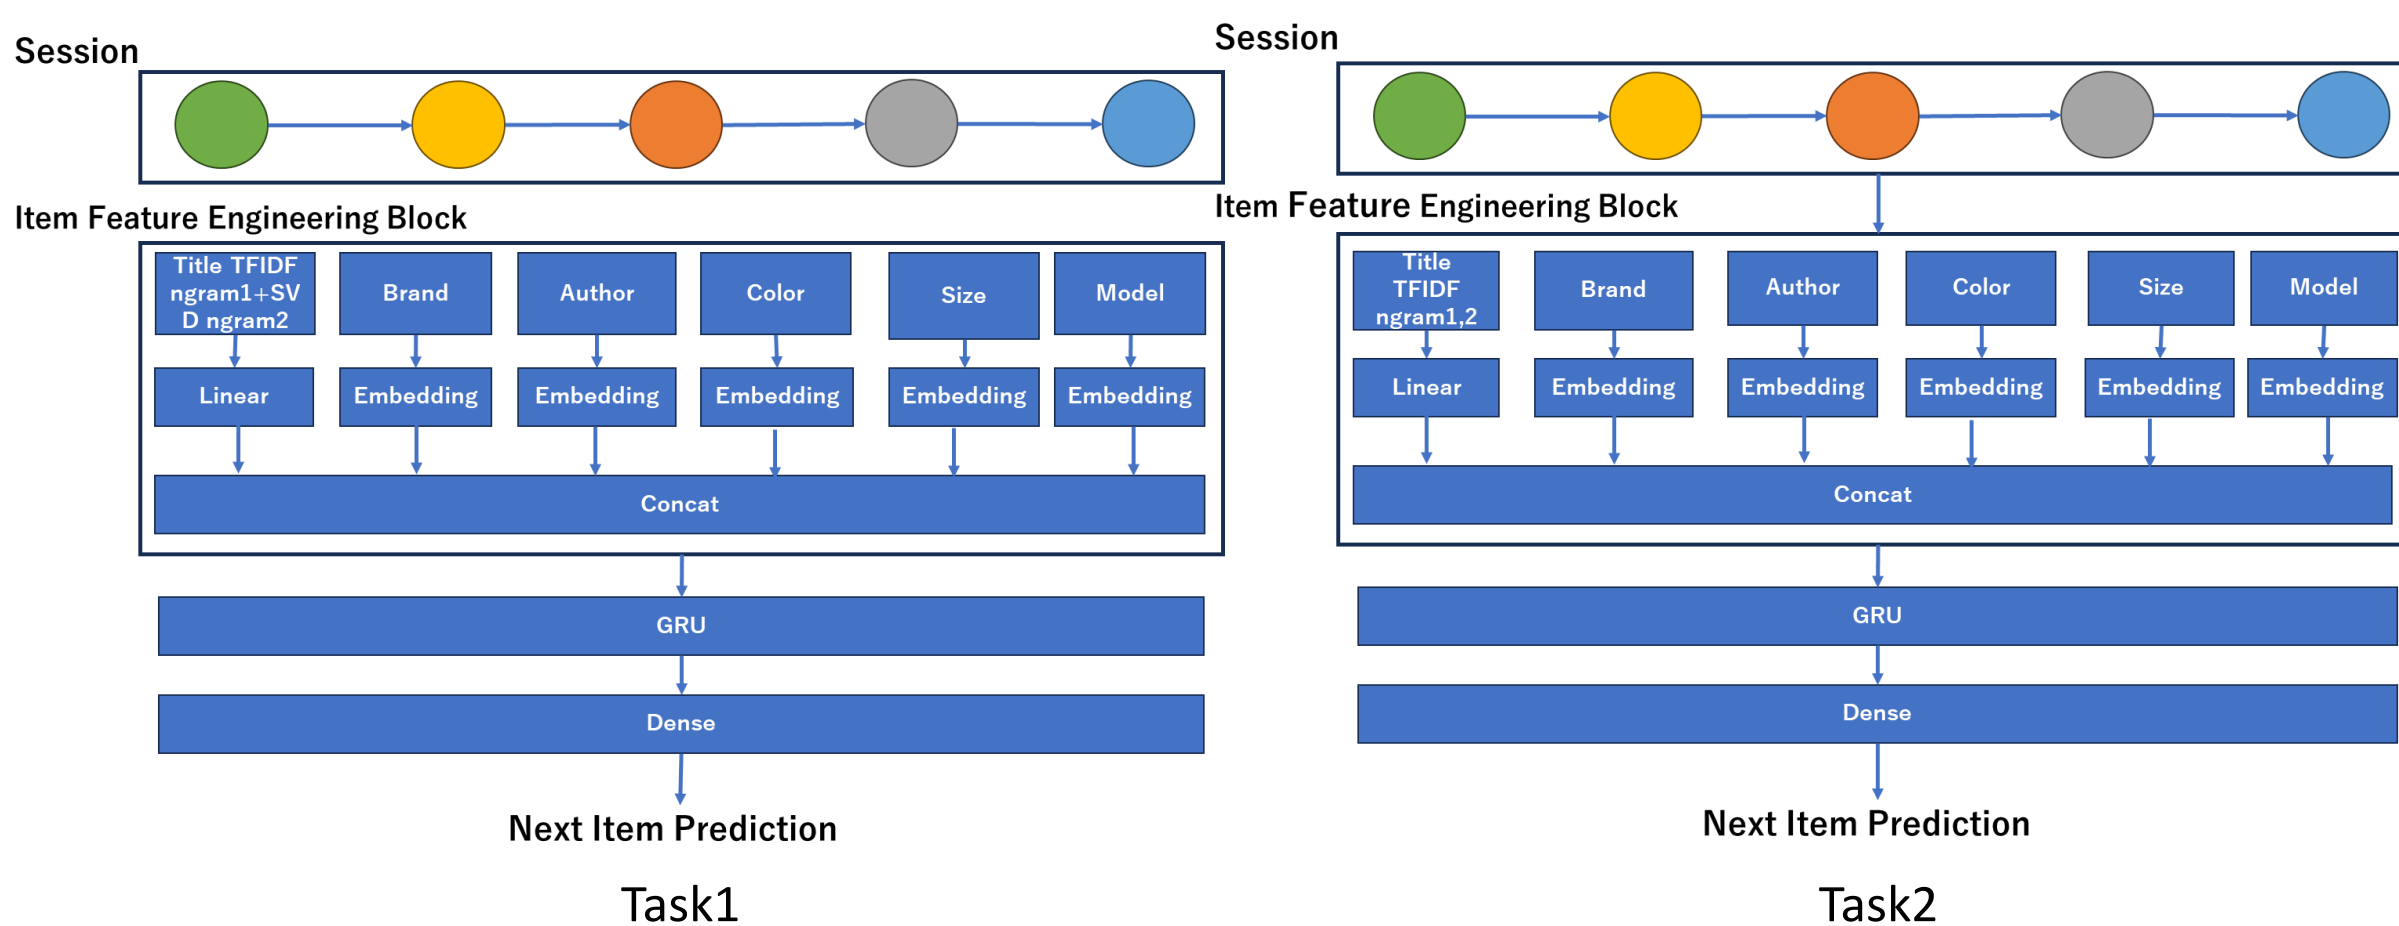 Session
Item Feature Engineering Block
Title TFIDF
ngram1+SV
D ngram2
Brand
Author
Color
Size
Model
Linear
Embedding
Embedding
Embedding
Embedding
Embedding
Concat
GRU
Dense
Next Item Prediction
Task1
Session
Item Feature Engineering Block
Title
TFIDF
ngram1,2
Brand
Author
Color
Size
Model
Linear
Embedding
Embedding
Embedding
Embedding
Embedding
Concat
GRU
Dense
Next Item Prediction
Task2